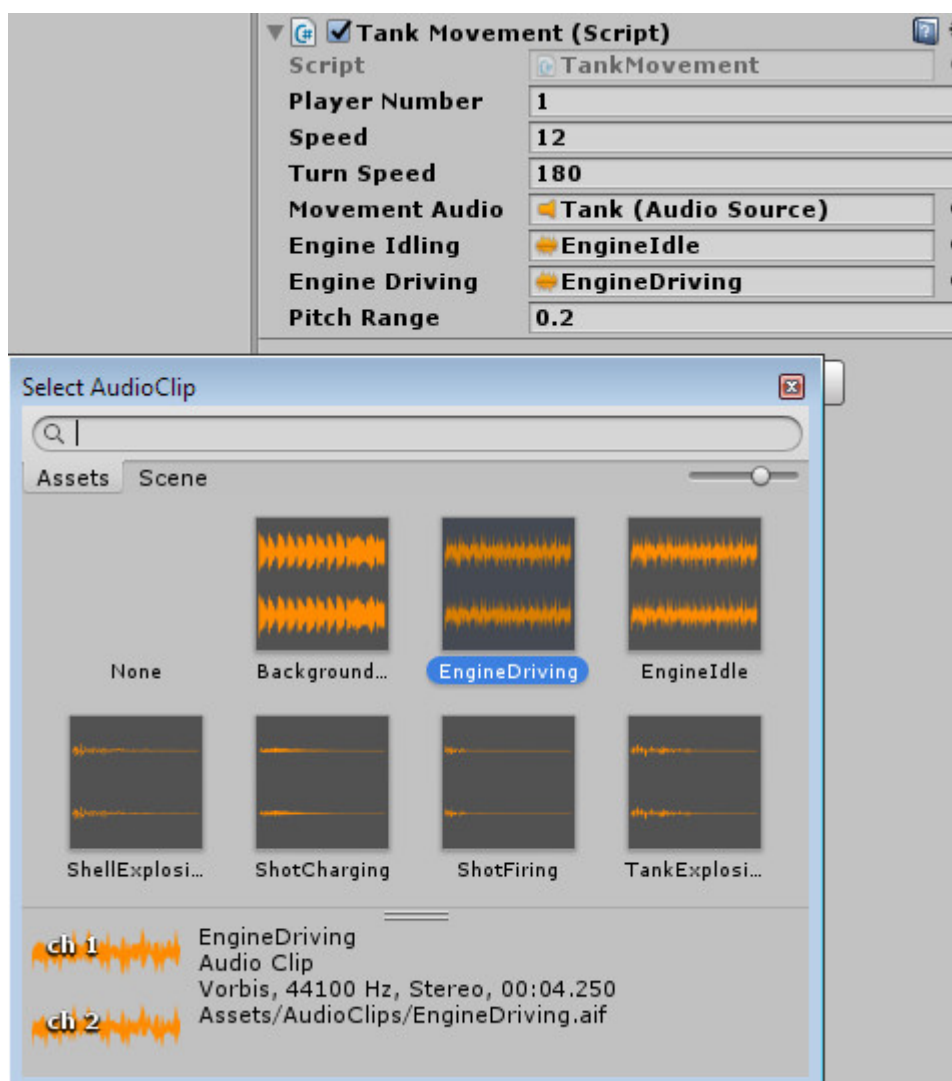 Tank Movement (Script)
Script TankMovement
Player Number 1
Speed 12
Turn Speed 180
Movement Audio Tank (Audio Source)
Engine Idling EngineIdle
Engine Driving EngineDriving
Pitch Range 0.2
Select AudioClip
Assets Scene
None Background... EngineDriving EngineIdle
ShellExplosi... ShotCharging ShotFiring TankExplosi...
ch 1
ch 2
EngineDriving
Audio Clip
Vorbis, 44100 Hz, Stereo, 00:04.250
Assets/AudioClips/EngineDriving.aif